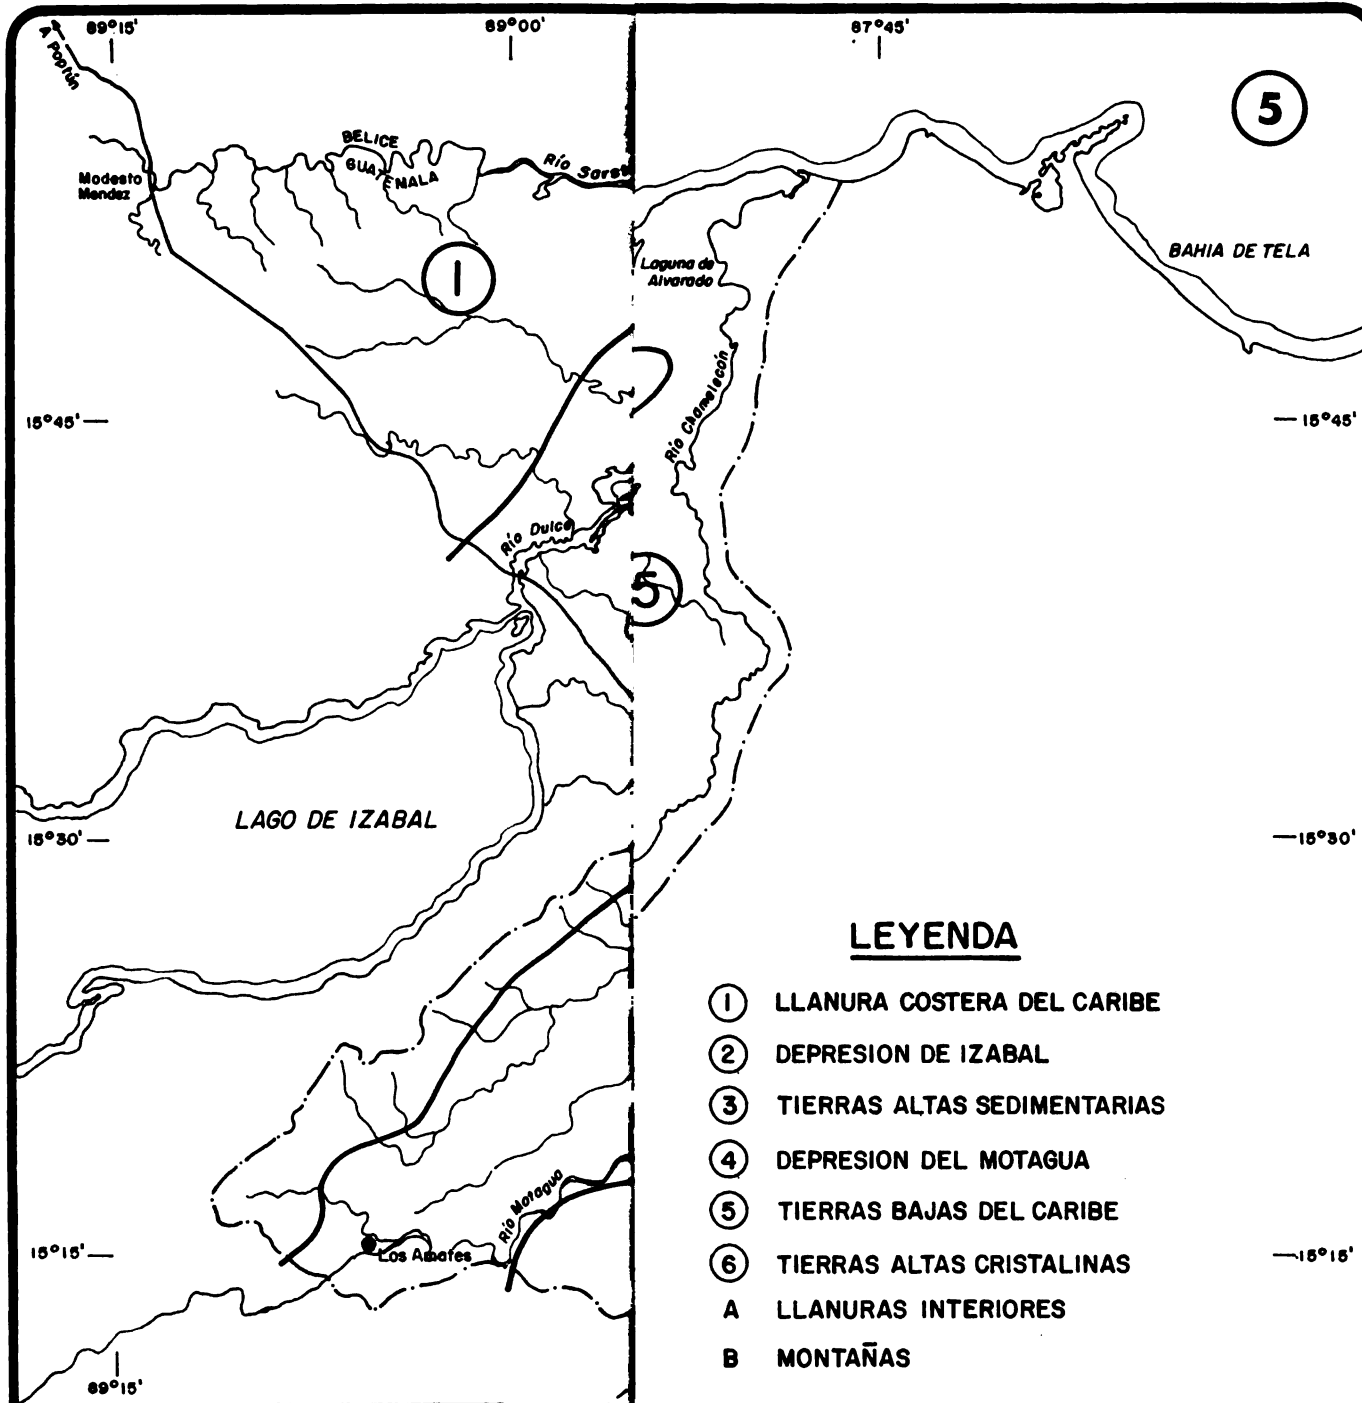 89°15'
89°00'
87°45'
A Poptún
5
BELICE
GUATEMALA
Río Sarst
Modesto
Mendez
1
Laguna de
Alvarado
BAHIA DE TELA
Río Chamelecón
15°45'
15°45'
Río Dulce
5
LAGO DE IZABAL
15°30'
15°30'
LEYENDA
1 LLANURA COSTERA DEL CARIBE
2 DEPRESION DE IZABAL
3 TIERRAS ALTAS SEDIMENTARIAS
4 DEPRESION DEL MOTAGUA
5 TIERRAS BAJAS DEL CARIBE
6 TIERRAS ALTAS CRISTALINAS
A LLANURAS INTERIORES
B MONTAÑAS
Río Motagua
Los Amates
15°15'
15°15'
89°15'